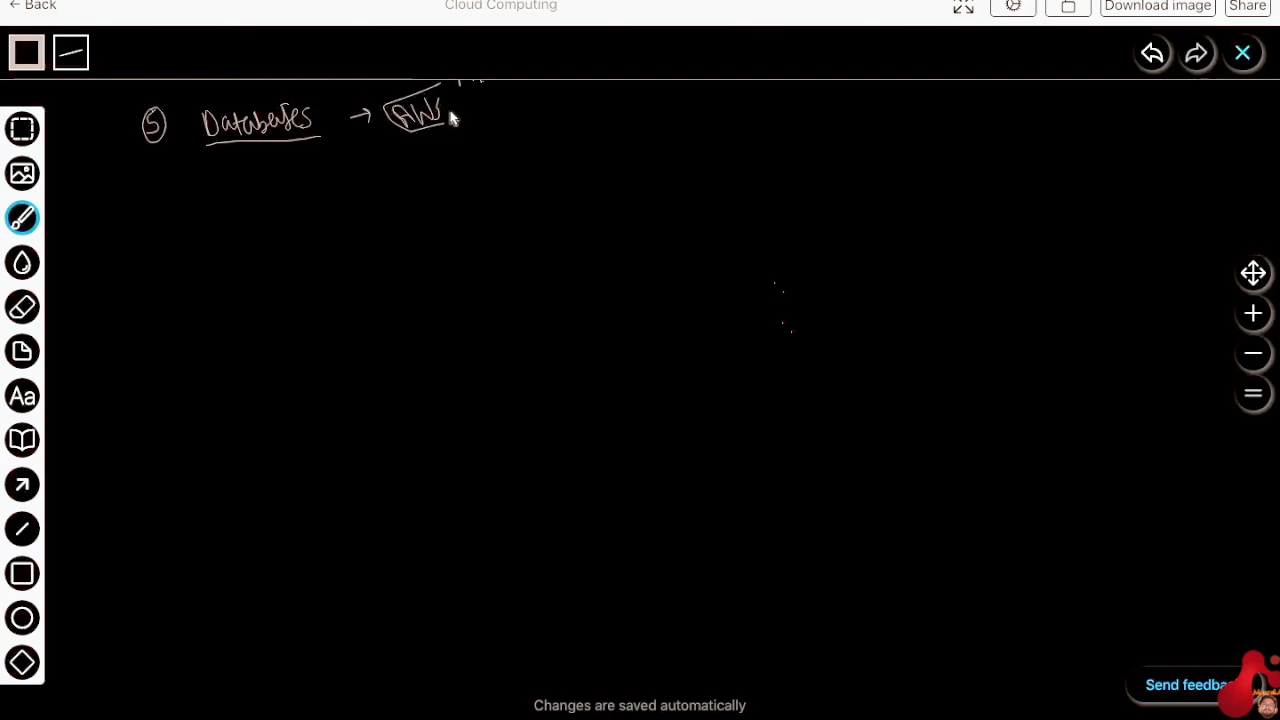 ← Back
Cloud Computing
Download image
Share
5 Databases → AWS
Aa
Send feedba
Changes are saved automatically